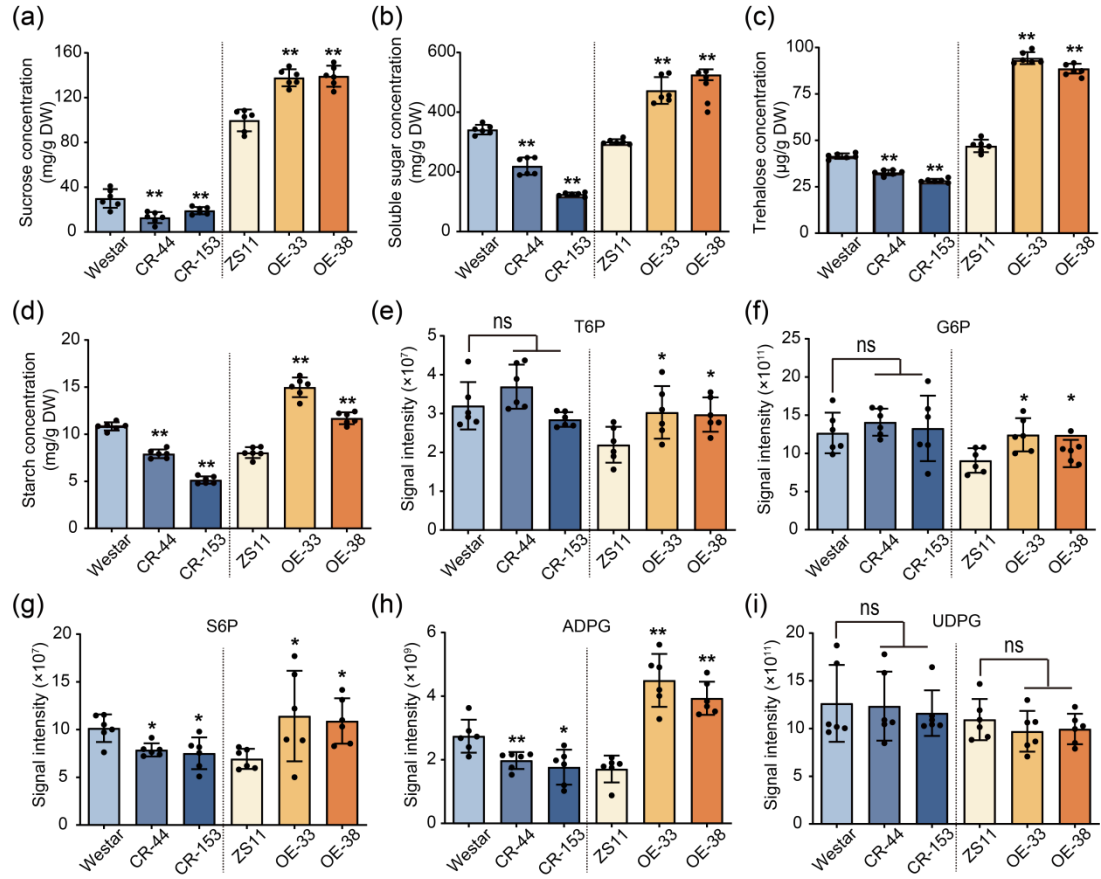 (a)
Sucrose concentration
(mg/g DW)
160
120
80
40
0
** ** ** **
Westar CR-44 CR-153 ZS11 OE-33 OE-38
(b)
Soluble sugar concentration
(mg/g DW)
600
400
200
0
** ** ** **
Westar CR-44 CR-153 ZS11 OE-33 OE-38
(c)
Trehalose concentration
(µg/g DW)
100
75
50
25
0
** ** ** **
Westar CR-44 CR-153 ZS11 OE-33 OE-38
(d)
Starch concentration
(mg/g DW)
20
15
10
5
0
** ** ** **
Westar CR-44 CR-153 ZS11 OE-33 OE-38
(e)
T6P
Signal intensity (×10⁷)
5
4
3
2
1
0
ns * *
Westar CR-44 CR-153 ZS11 OE-33 OE-38
(f)
G6P
Signal intensity (×10¹¹)
25
20
15
10
5
0
ns * *
Westar CR-44 CR-153 ZS11 OE-33 OE-38
(g)
S6P
Signal intensity (×10⁷)
20
15
10
5
0
* * * *
Westar CR-44 CR-153 ZS11 OE-33 OE-38
(h)
ADPG
Signal intensity (×10⁹)
6
4
2
0
** * ** **
Westar CR-44 CR-153 ZS11 OE-33 OE-38
(i)
UDPG
Signal intensity (×10¹¹)
20
15
10
5
0
ns ns
Westar CR-44 CR-153 ZS11 OE-33 OE-38